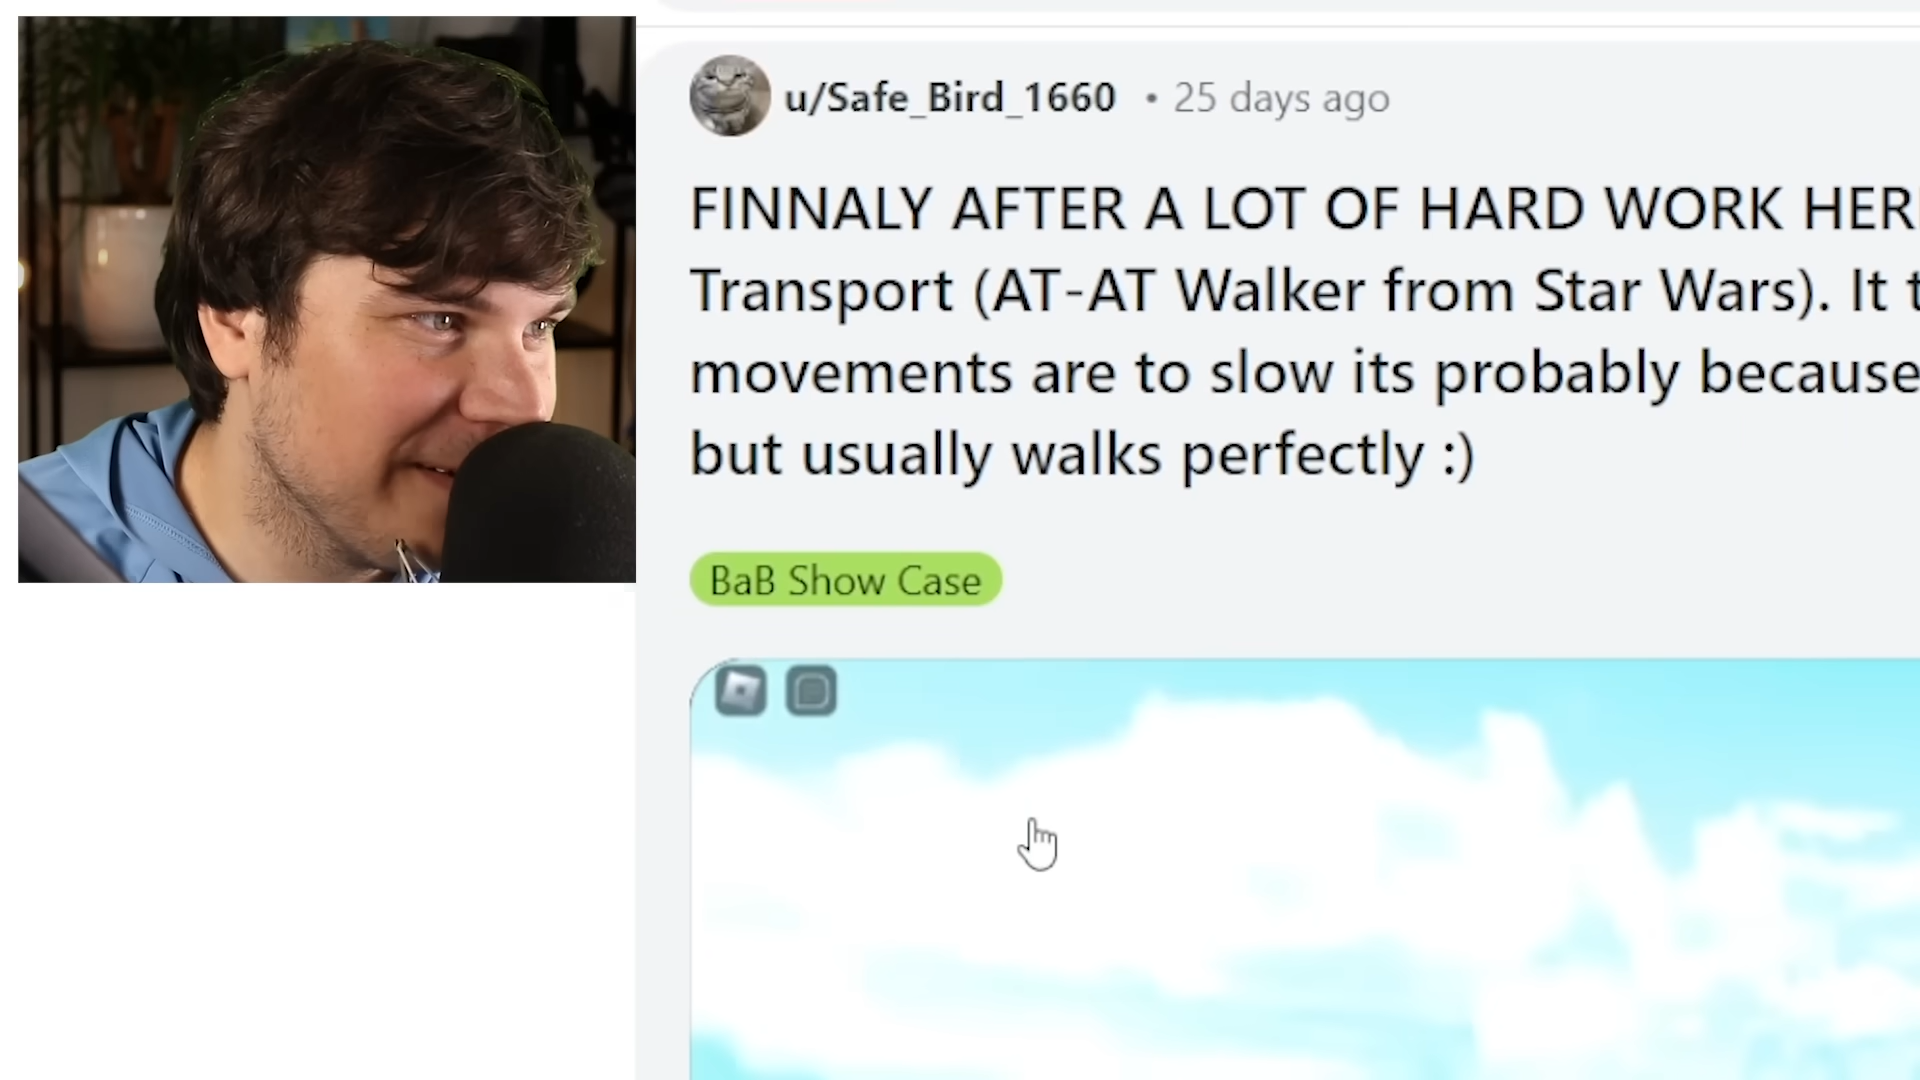 u/Safe_Bird_1660 • 25 days ago
FINNALY AFTER A LOT OF HARD WORK HER
Transport (AT-AT Walker from Star Wars). It t
movements are to slow its probably because
but usually walks perfectly :)
BaB Show Case